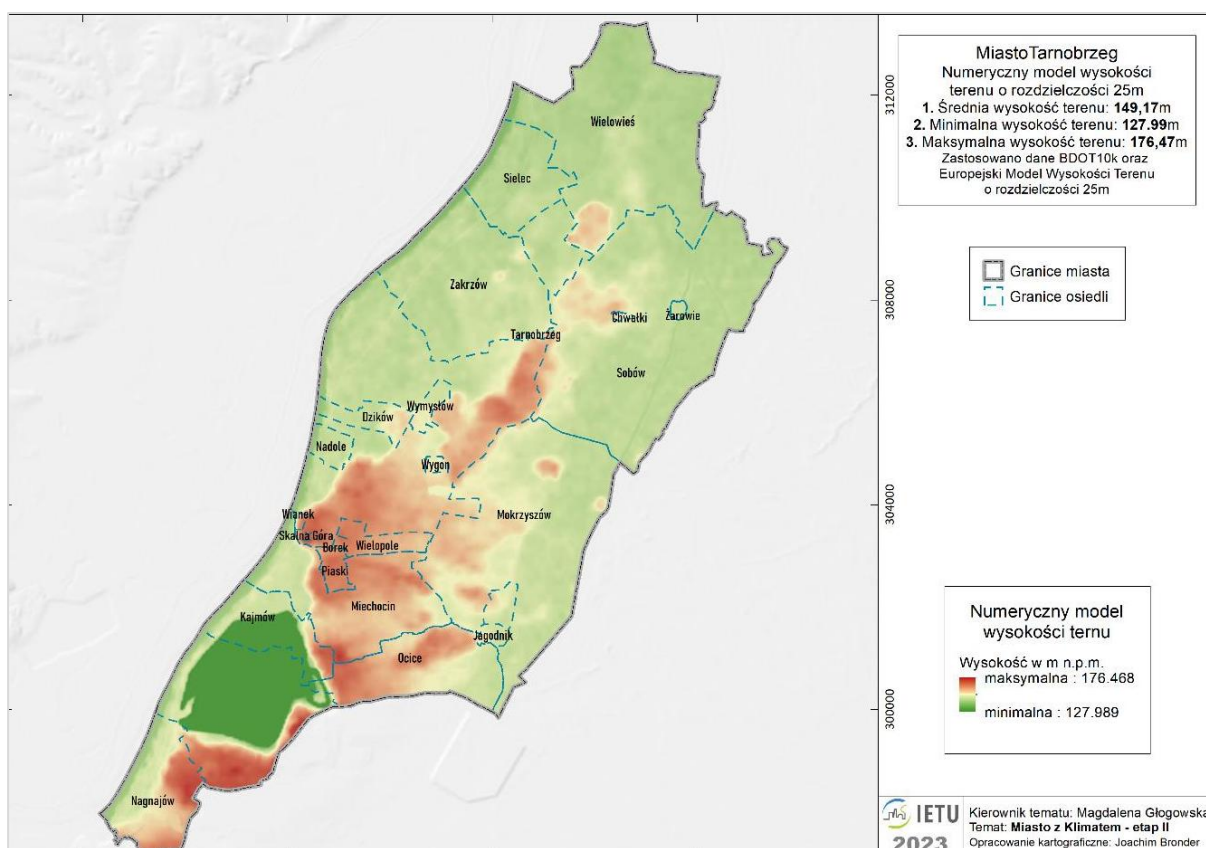 MiastoTarnobrzeg
Numeryczny model wysokości
terenu o rozdzielczości 25m
1. Średnia wysokość terenu: 149,17m
2. Minimalna wysokość terenu: 127.99m
3. Maksymalna wysokość terenu: 176,47m
Zastosowano dane BDOT10k oraz
Europejski Model Wysokości Terenu
o rozdzielczości 25m
Granice miasta
Granice osiedli
312000
308000
304000
300000
Wielowieś
Sielec
Zakrzów
Chwałki
Żarowie
Tarnobrzeg
Sobów
Wymysłów
Dzików
Nadole
Wygon
Wianek
Mokrzyszów
Skalna Góra
Borek
Wielopole
Piaski
Miechocin
Kajmów
Jagodnik
Ocice
Nagnajów
Numeryczny model
wysokości ternu
Wysokość w m n.p.m.
maksymalna : 176.468
minimalna : 127.989
IETU
2023
Kierownik tematu: Magdalena Głogowska
Temat: Miasto z Klimatem - etap II
Opracowanie kartograficzne: Joachim Bronder